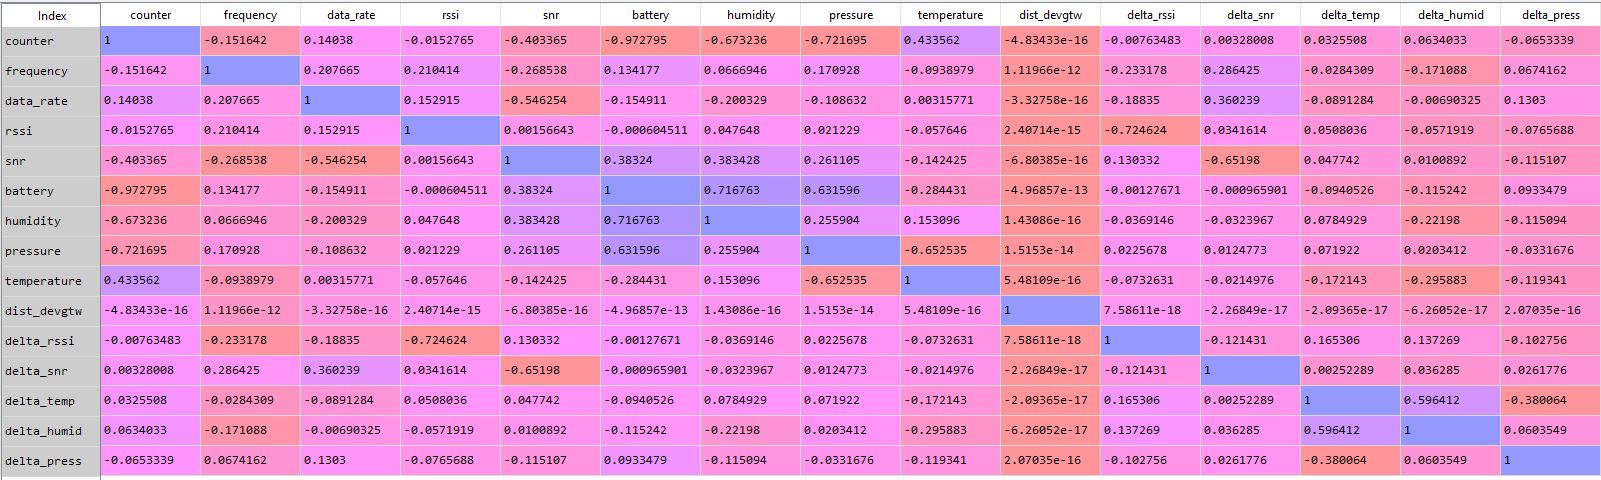 Index counter frequency data_rate rssi snr battery humidity pressure temperature dist_devgtw delta_rssi delta_snr delta_temp delta_humid delta_press
counter 1 -0.151642 0.14038 -0.0152765 -0.403365 -0.972795 -0.673236 -0.721695 0.433562 -4.83433e-16 -0.00763483 0.00328008 0.0325508 0.0634033 -0.0653339
frequency -0.151642 1 0.207665 0.210414 -0.268538 0.134177 0.0666946 0.170928 -0.0938979 1.11966e-12 -0.233178 0.286425 -0.0284309 -0.171088 0.0674162
data_rate 0.14038 0.207665 1 0.152915 -0.546254 -0.154911 -0.200329 -0.108632 0.00315771 -3.32758e-16 -0.18835 0.360239 -0.0891284 -0.00690325 0.1303
rssi -0.0152765 0.210414 0.152915 1 0.00156643 -0.000604511 0.047648 0.021229 -0.057646 2.40714e-15 -0.724624 0.0341614 0.0508036 -0.0571919 -0.0765688
snr -0.403365 -0.268538 -0.546254 0.00156643 1 0.38324 0.383428 0.261105 -0.142425 -6.80385e-16 0.130332 -0.65198 0.047742 0.0100892 -0.115107
battery -0.972795 0.134177 -0.154911 -0.000604511 0.38324 1 0.716763 0.631596 -0.284431 -4.96857e-13 -0.00127671 -0.000965901 -0.0940526 -0.115242 0.0933479
humidity -0.673236 0.0666946 -0.200329 0.047648 0.383428 0.716763 1 0.255904 0.153096 1.43086e-16 -0.0369146 -0.0323967 0.0784929 -0.22198 -0.115094
pressure -0.721695 0.170928 -0.108632 0.021229 0.261105 0.631596 0.255904 1 -0.652535 1.5153e-14 0.0225678 0.0124773 0.071922 0.0203412 -0.0331676
temperature 0.433562 -0.0938979 0.00315771 -0.057646 -0.142425 -0.284431 0.153096 -0.652535 1 5.48109e-16 -0.0732631 -0.0214976 -0.172143 -0.295883 -0.119341
dist_devgtw -4.83433e-16 1.11966e-12 -3.32758e-16 2.40714e-15 -6.80385e-16 -4.96857e-13 1.43086e-16 1.5153e-14 5.48109e-16 1 7.58611e-18 -2.26849e-17 -2.09365e-17 -6.26052e-17 2.07035e-16
delta_rssi -0.00763483 -0.233178 -0.18835 -0.724624 0.130332 -0.00127671 -0.0369146 0.0225678 -0.0732631 7.58611e-18 1 -0.121431 0.165306 0.137269 -0.102756
delta_snr 0.00328008 0.286425 0.360239 0.0341614 -0.65198 -0.000965901 -0.0323967 0.0124773 -0.0214976 -2.26849e-17 -0.121431 1 0.00252289 0.036285 0.0261776
delta_temp 0.0325508 -0.0284309 -0.0891284 0.0508036 0.047742 -0.0940526 0.0784929 0.071922 -0.172143 -2.09365e-17 0.165306 0.00252289 1 0.596412 -0.380064
delta_humid 0.0634033 -0.171088 -0.00690325 -0.0571919 0.0100892 -0.115242 -0.22198 0.0203412 -0.295883 -6.26052e-17 0.137269 0.036285 0.596412 1 0.0603549
delta_press -0.0653339 0.0674162 0.1303 -0.0765688 -0.115107 0.0933479 -0.115094 -0.0331676 -0.119341 2.07035e-16 -0.102756 0.0261776 -0.380064 0.0603549 1